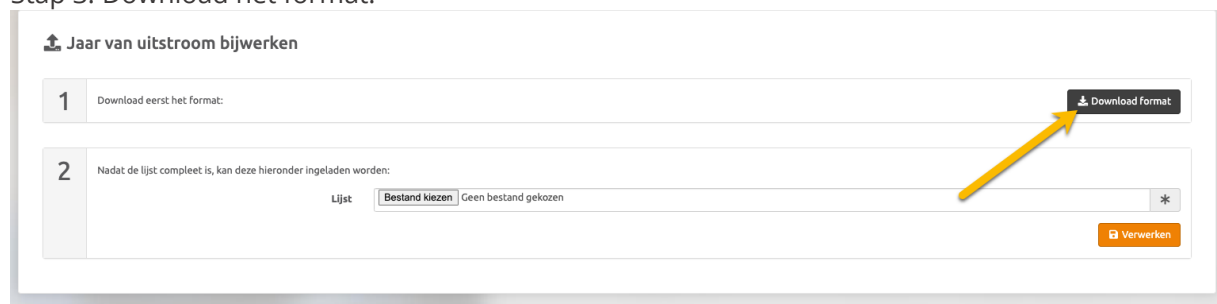 Stap 3: Download het format.
Jaar van uitstroom bijwerken
1
Download eerst het format:
Download format
2
Nadat de lijst compleet is, kan deze hieronder ingeladen worden:
Lijst
Bestand kiezen Geen bestand gekozen
*
Verwerken